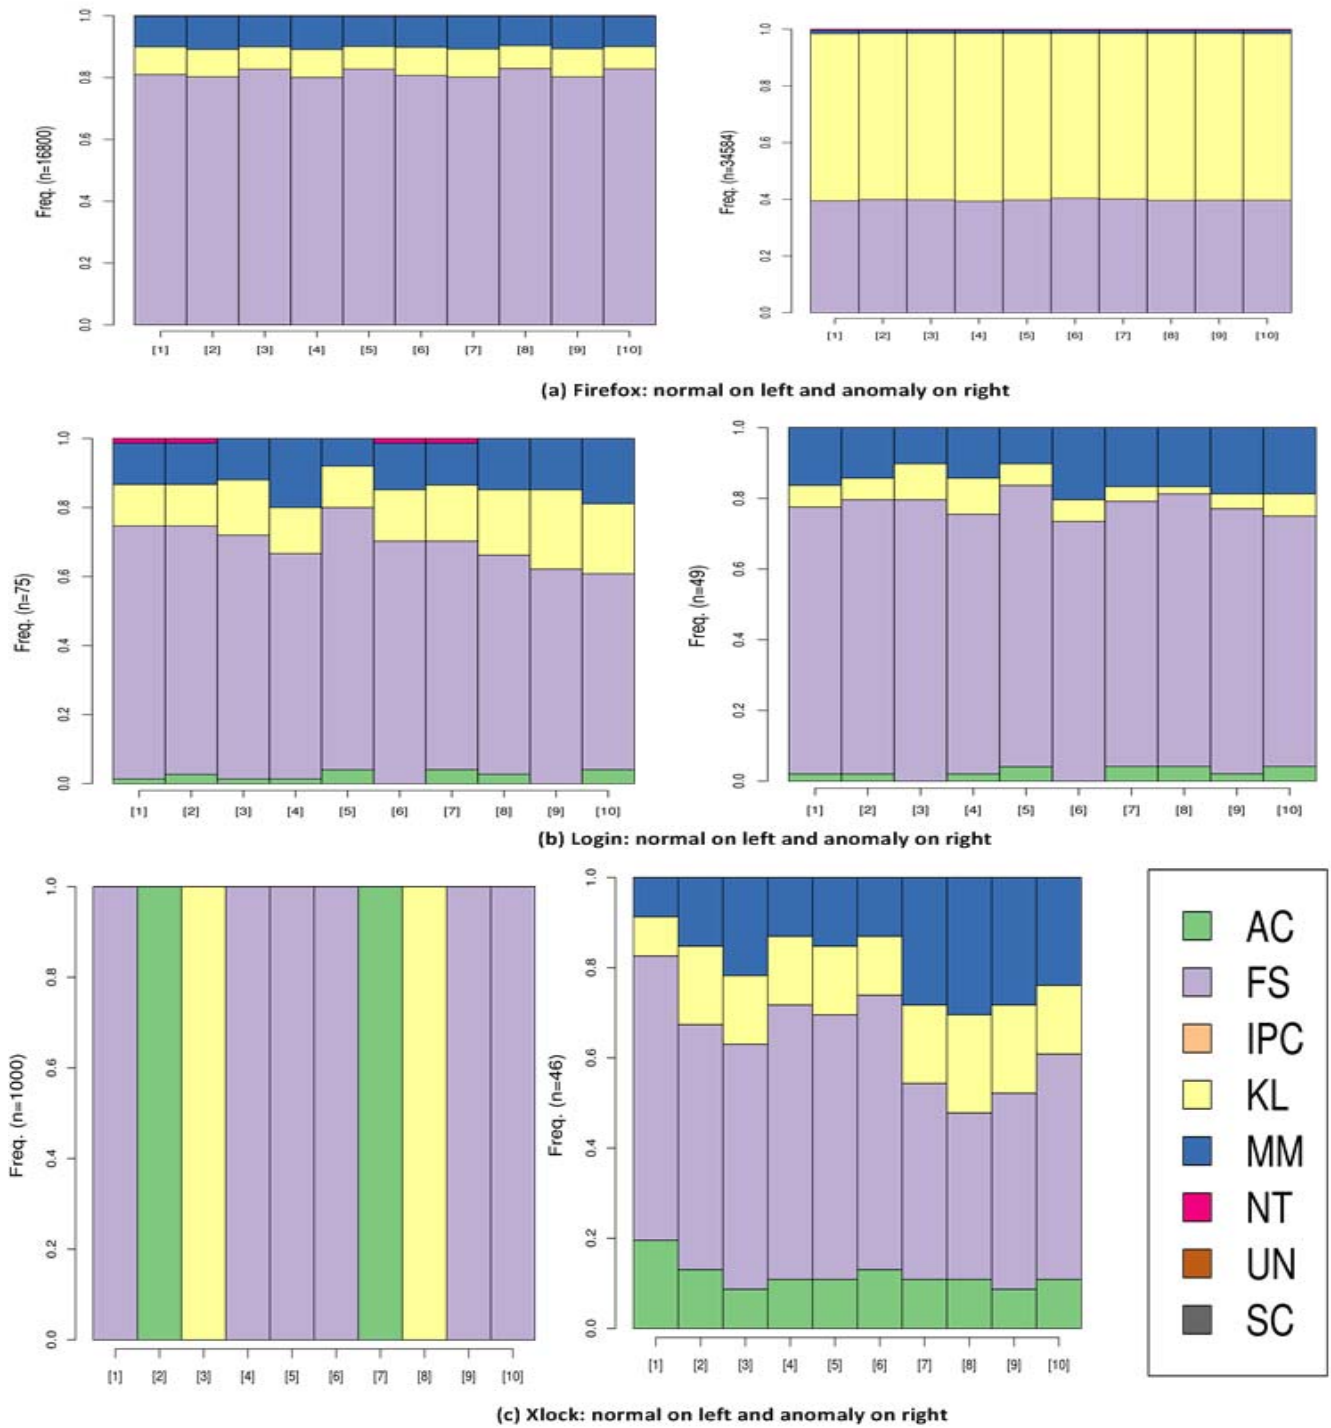 Freq. (n=16800)
0.0 0.2 0.4 0.6 0.8 1.0
[1] [2] [3] [4] [5] [6] [7] [8] [9] [10]
Freq. (n=34584)
0.0 0.2 0.4 0.6 0.8 1.0
[1] [2] [3] [4] [5] [6] [7] [8] [9] [10]
(a) Firefox: normal on left and anomaly on right
Freq. (n=75)
0.0 0.2 0.4 0.6 0.8 1.0
[1] [2] [3] [4] [5] [6] [7] [8] [9] [10]
Freq. (n=49)
0.0 0.2 0.4 0.6 0.8 1.0
[1] [2] [3] [4] [5] [6] [7] [8] [9] [10]
(b) Login: normal on left and anomaly on right
Freq. (n=1000)
0.0 0.2 0.4 0.6 0.8 1.0
[1] [2] [3] [4] [5] [6] [7] [8] [9] [10]
Freq. (n=46)
0.0 0.2 0.4 0.6 0.8 1.0
[1] [2] [3] [4] [5] [6] [7] [8] [9] [10]
AC
FS
IPC
KL
MM
NT
UN
SC
(c) Xlock: normal on left and anomaly on right